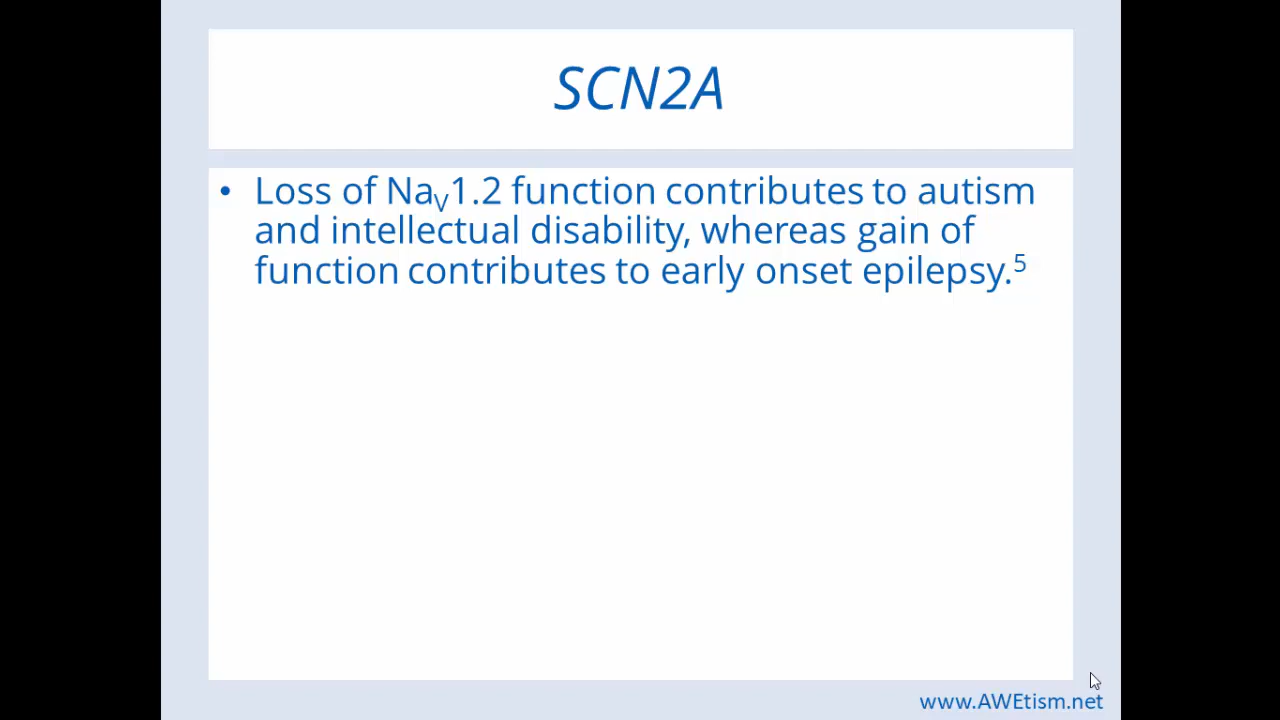 SCN2A
• Loss of NaV1.2 function contributes to autism
and intellectual disability, whereas gain of
function contributes to early onset epilepsy.5
www.AWEtism.net